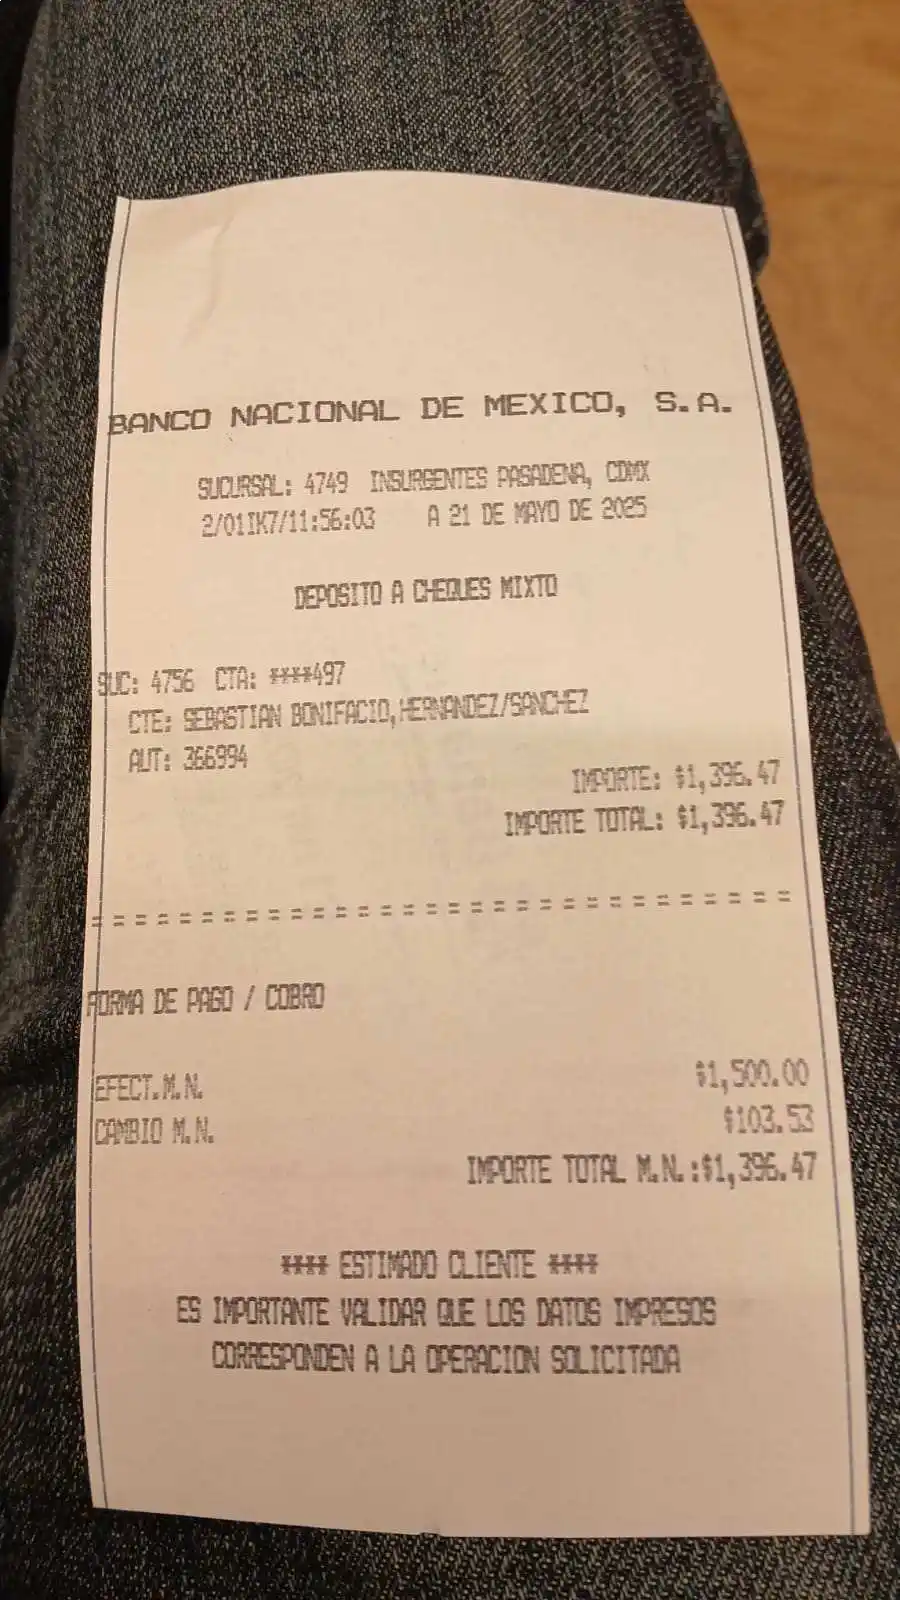 BANCO NACIONAL DE MEXICO, S.A.
SUCURSAL: 4749 INSURGENTES PASADENA, CDMX
2/01IK7/11:56:03 A 21 DE MAYO DE 2025
DEPOSITO A CHEQUES MIXTO
SUC: 4756 CTA: ****497
CTE: SEBASTIAN BONIFACIO,HERNANDEZ/SANCHEZ
AUT: 366994
IMPORTE: $1,396.47
IMPORTE TOTAL: $1,396.47
= = = = = = = = = = = = = = = = = = = = = = = = = = = = = = = =
FORMA DE PAGO / COBRO
EFECT.M.N. $1,500.00
CAMBIO M.N. $103.53
IMPORTE TOTAL M.N.:$1,396.47
**** ESTIMADO CLIENTE ****
ES IMPORTANTE VALIDAR QUE LOS DATOS IMPRESOS
CORRESPONDEN A LA OPERACION SOLICITADA